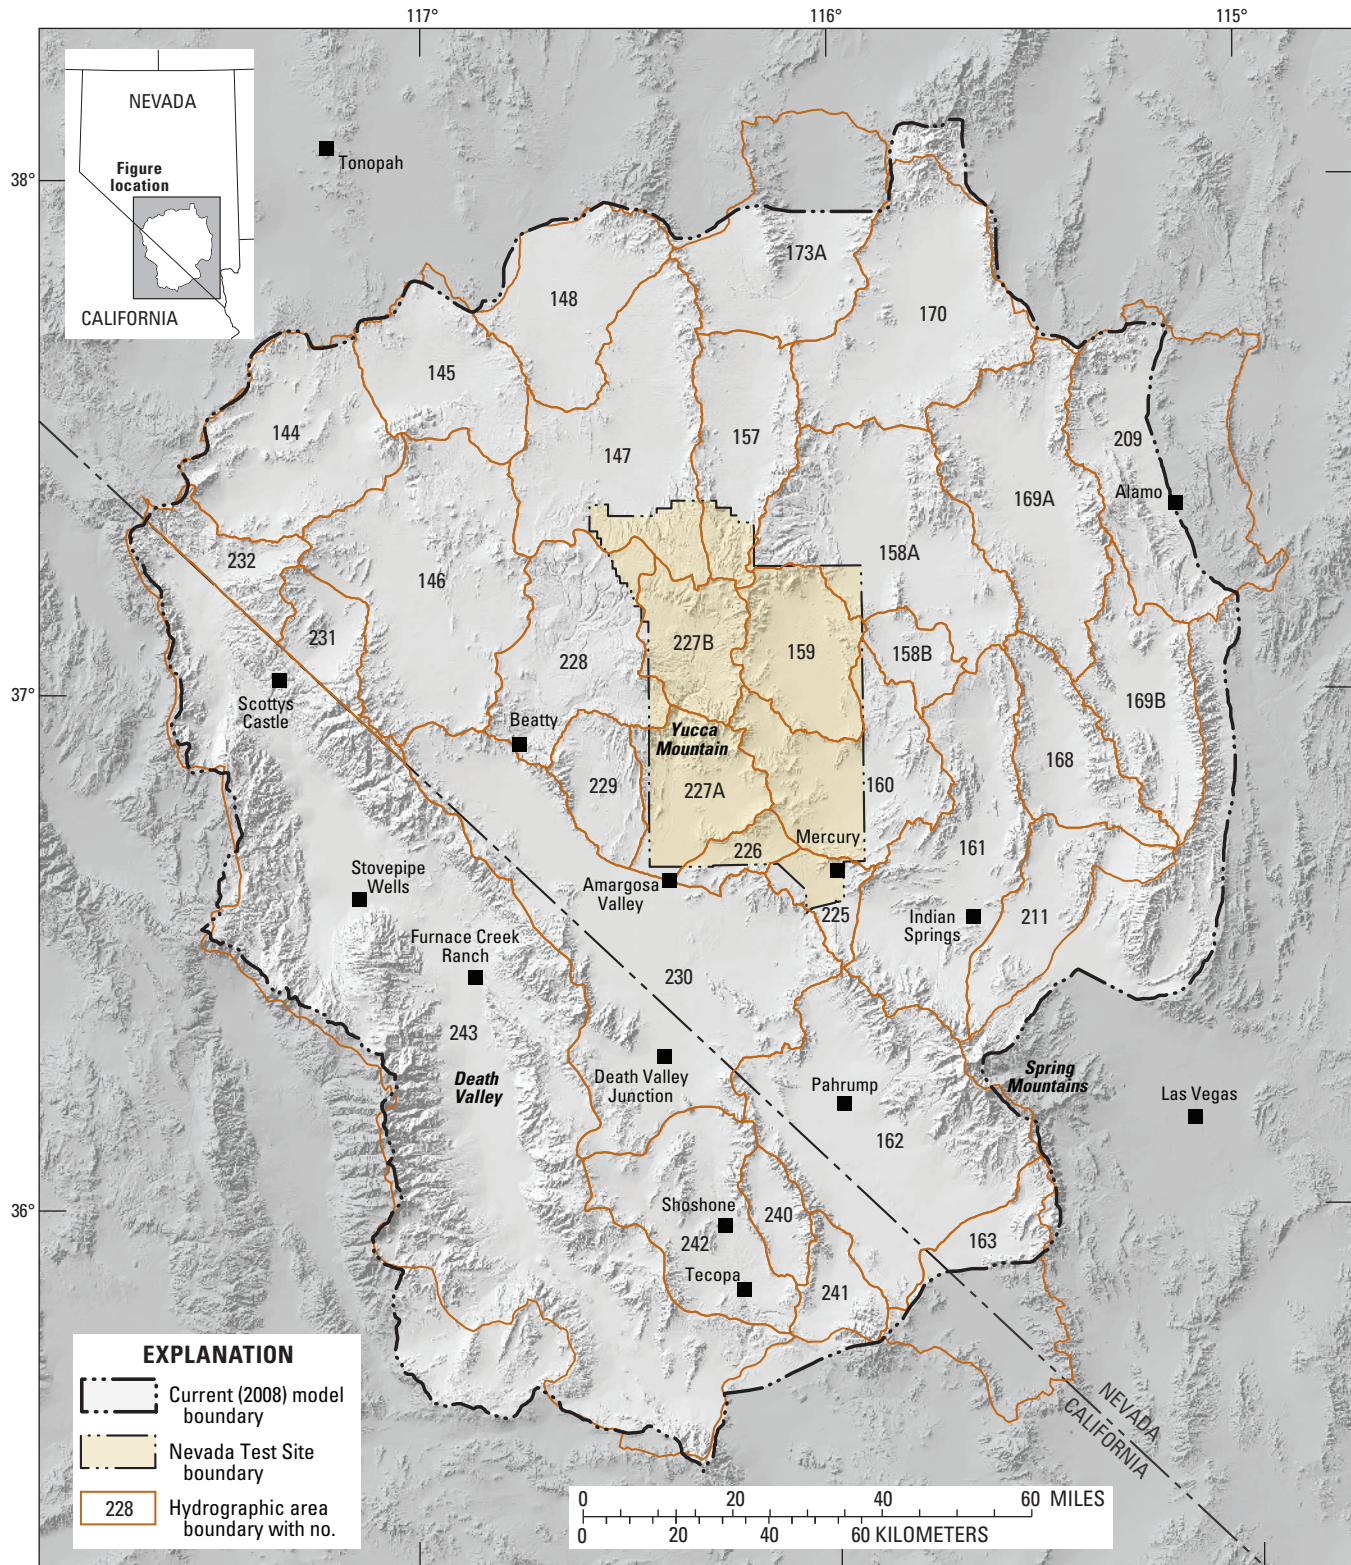 117°
116°
115°
NEVADA
Figure
location
CALIFORNIA
Tonopah
38°
173A
148
170
145
144
147
157
209
Alamo
169A
158A
232
146
231
227B
159
158B
228
37°
Scottys
Castle
169B
Beatty
Yucca
Mountain
168
229
227A
160
Mercury
226
161
Stovepipe
Wells
Amargosa
Valley
225
Indian
Springs
211
Furnace Creek
Ranch
230
243
Death
Valley
Death Valley
Junction
Spring
Mountains
Pahrump
Las Vegas
162
36°
Shoshone
240
242
163
Tecopa
241
EXPLANATION
Current (2008) model
boundary
Nevada Test Site
boundary
228
Hydrographic area
boundary with no.
NEVADA
CALIFORNIA
0 20 40 60 MILES
0 20 40 60 KILOMETERS